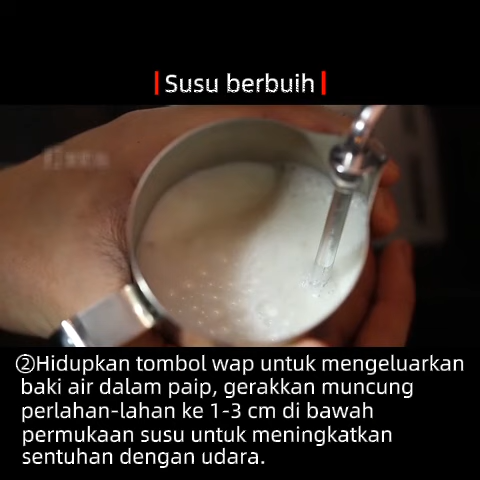 Susu berbuih
②Hidupkan tombol wap untuk mengeluarkan
baki air dalam paip, gerakkan muncung
perlahan-lahan ke 1-3 cm di bawah
permukaan susu untuk meningkatkan
sentuhan dengan udara.